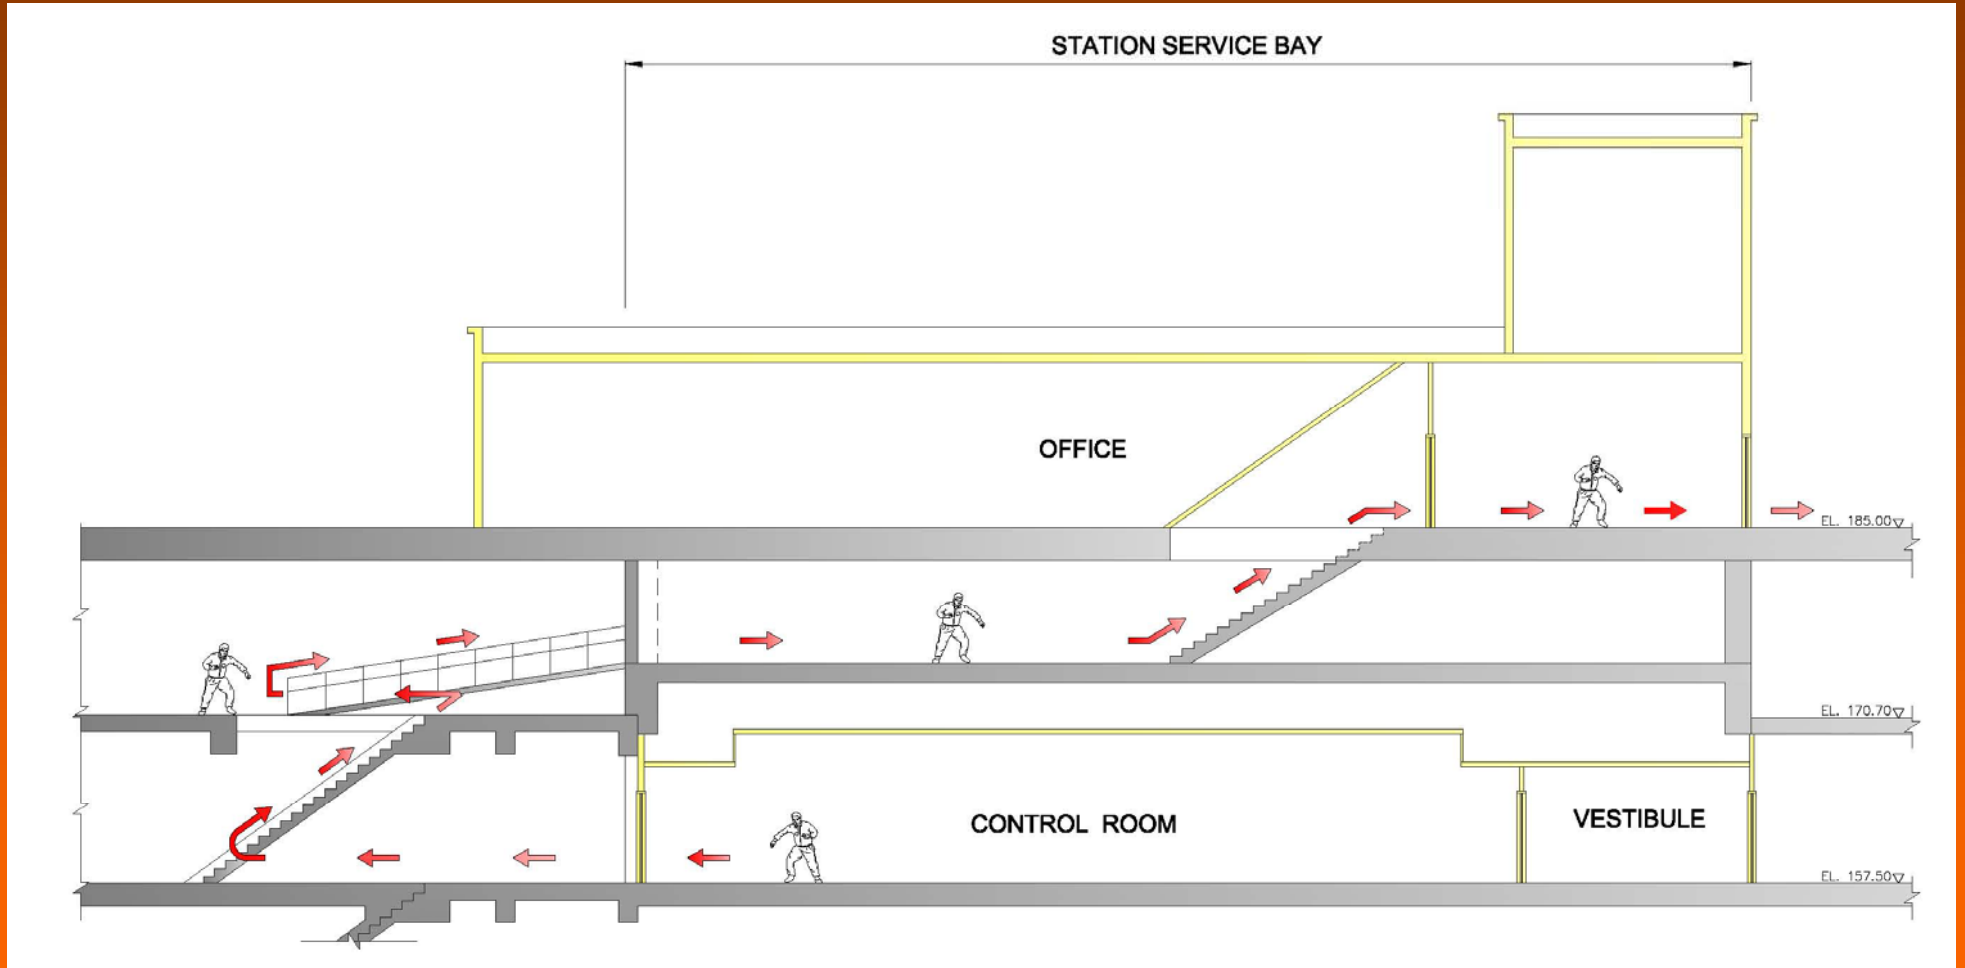 STATION SERVICE BAY
OFFICE
EL. 185.00
EL. 170.70
CONTROL ROOM
VESTIBULE
EL. 157.50